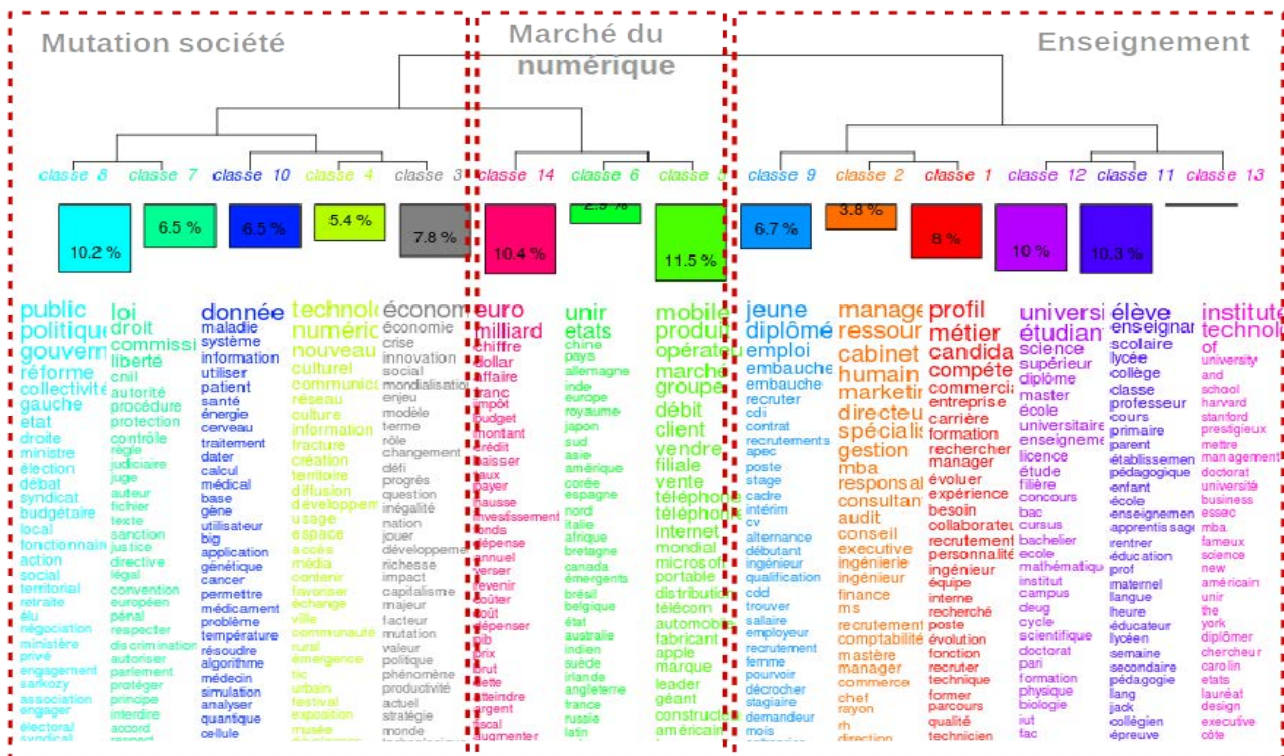 Mutation société
Marché du
numérique
Enseignement
classe 8
classe 7
classe 10
classe 4
classe 3
classe 14
classe 6
classe 5
classe 9
classe 2
classe 1
classe 12
classe 11
classe 13
10.2 %
6.5 %
6.5 %
5.4 %
7.8 %
10.4 %
2.9 %
11.5 %
6.7 %
3.8 %
8 %
10 %
10.3 %
public
politique
gouvern
réforme
collectivité
gauche
etat
droite
ministre
élection
débat
syndicat
budgétaire
local
fonctionnair
action
social
territorial
retraite
élu
négociation
ministère
privé
engagement
sarkozy
association
engager
électoral
syndical
loi
droit
commissi
liberté
cnil
autorité
procédure
protection
contrôle
règle
judiciaire
juge
auteur
fichier
texte
sanction
justice
directive
légal
convention
européen
pénal
respecter
discrimination
autoriser
parlement
protéger
principe
interdire
accord
respect
donnée
maladie
système
information
utiliser
patient
santé
énergie
cerveau
traitement
dater
calcul
médical
base
gène
utilisateur
big
application
génétique
cancer
permettre
médicament
problème
température
résoudre
algorithme
médecin
simulation
analyser
quantique
cellule
technolo
numéric
nouveau
culturel
communica
réseau
culture
information
fracture
création
territoire
diffusion
développem
usage
espace
accès
média
contenir
favoriser
échange
ville
communauté
rural
émergence
tic
urbain
festival
exposition
musée
économ
économie
crise
innovation
social
mondialisatio
enjeu
modèle
terme
rôle
changement
défi
progrès
question
inégalité
nation
jouer
développeme
richesse
impact
capitalisme
majeur
facteur
mutation
valeur
politique
phénomène
productivité
actuel
stratégie
monde
technologique
euro
milliard
chiffre
dollar
affaire
franc
impôt
budget
montant
crédit
baisser
taux
payer
hausse
investissement
fonds
dépense
annuel
verser
revenir
coûter
coût
dépenser
pib
prix
brut
dette
atteindre
argent
fiscal
augmenter
unir
etats
chine
pays
allemagne
inde
europe
royaume
japon
sud
asie
amérique
corée
espagne
nord
italie
afrique
bretagne
canada
émergents
brésil
belgique
état
australie
indien
suède
irlande
angleterre
france
russie
latin
mobile
produi
opérateu
marché
groupe
débit
client
vendre
filiale
vente
téléphone
téléphonie
internet
mondial
microsoft
portable
distribution
télécom
automobile
fabricant
apple
marque
leader
géant
construc
américain
jeune
diplômé
emploi
embauche
embauche
recruter
cdi
contrat
recrutements
apec
poste
stage
cadre
intérim
cv
alternance
débutant
ingénieur
qualification
cdd
trouver
salaire
employeur
recrutement
femme
pourvoir
décrocher
stagiaire
demandeur
mois
entreprise
manage
ressour
cabinet
humain
marketin
directeu
spécialis
gestion
mba
responsa
consultan
audit
conseil
executive
ingénierie
ingénieur
finance
ms
recrutement
comptabilité
mastère
manager
commerce
chef
rayon
rh
direction
profil
métier
candida
compéte
commercia
entreprise
carrière
formation
rechercher
manager
évoluer
expérience
besoin
collaborateu
recrutement
personnalité
ingénieur
équipe
interne
recherché
poste
évolution
fonction
recruter
technique
former
parcours
qualité
technicien
universi
étudian
science
supérieur
diplôme
master
école
universitaire
enseigneme
licence
étude
filière
concours
bac
cursus
bachelier
ecole
mathématiqu
institut
campus
deug
cycle
scientifique
doctorat
pari
formation
physique
biologie
iut
fac
élève
enseignan
scolaire
lycée
collège
classe
professeur
cours
primaire
parent
établissemen
pédagogique
enfant
école
enseignemen
apprentissage
rentrer
éducation
prof
maternel
langue
heure
éducateur
lycéen
semaine
secondaire
pédagogie
lang
jack
collégien
épreuve
institute
technol
of
university
and
school
harvard
stanford
prestigieux
mettre
management
doctorat
université
business
essec
mba.
fameux
science
new
américain
unir
the
york
diplômer
chercheur
carolin
etats
lauréat
design
executive
côte